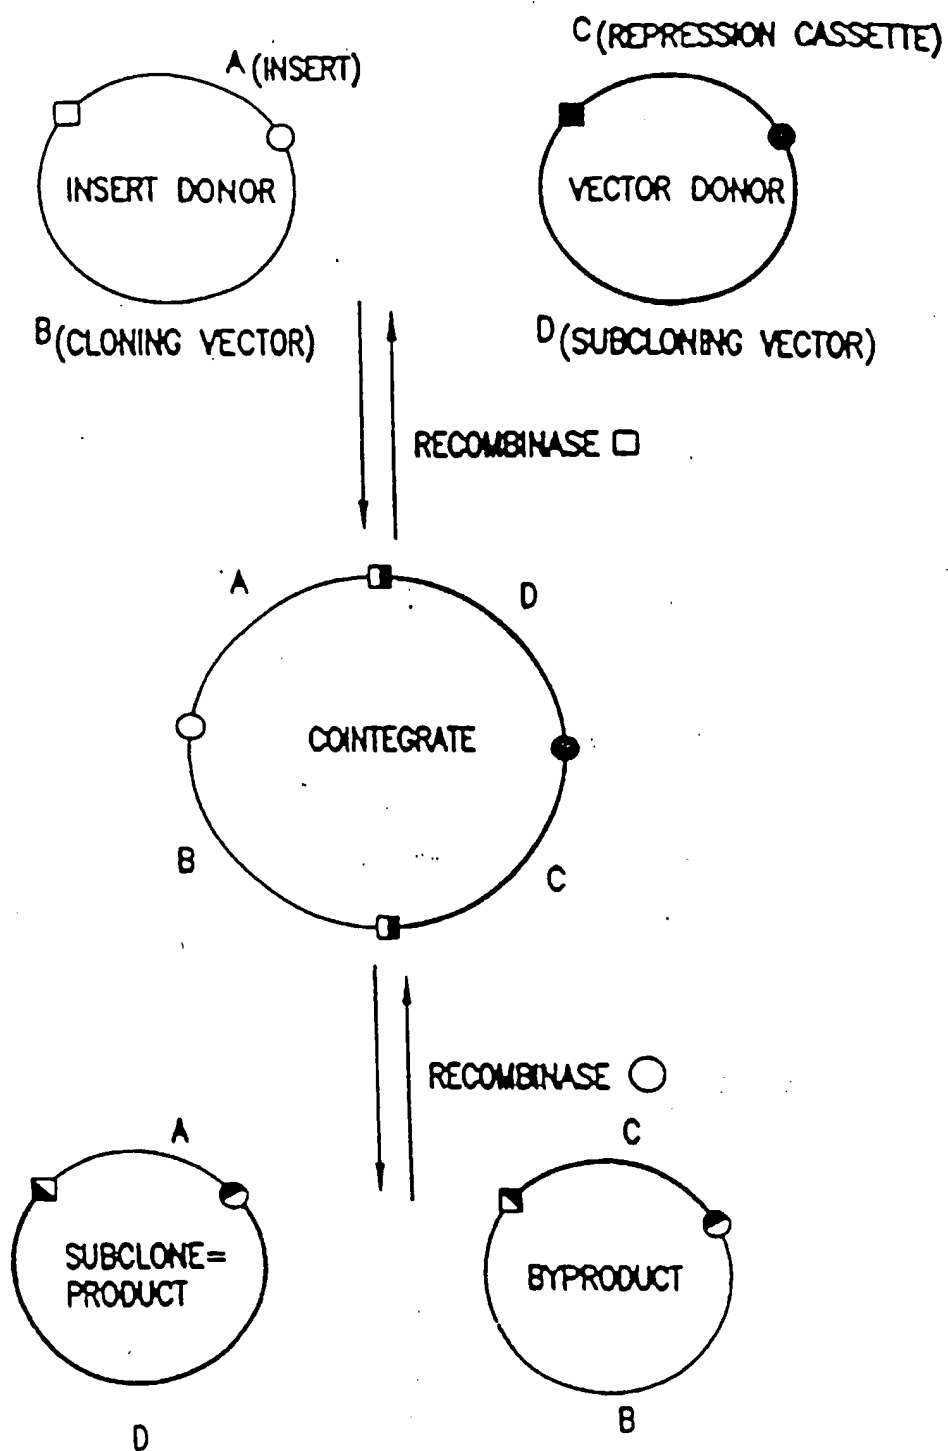 A (INSERT)
C (REPRESSION CASSETTE)
INSERT DONOR
VECTOR DONOR
B (CLONING VECTOR)
D (SUBCLONING VECTOR)
RECOMBINASE
A
D
COINTEGRATE
B
C
RECOMBINASE
A
C
SUBCLONE=
PRODUCT
BYPRODUCT
D
B